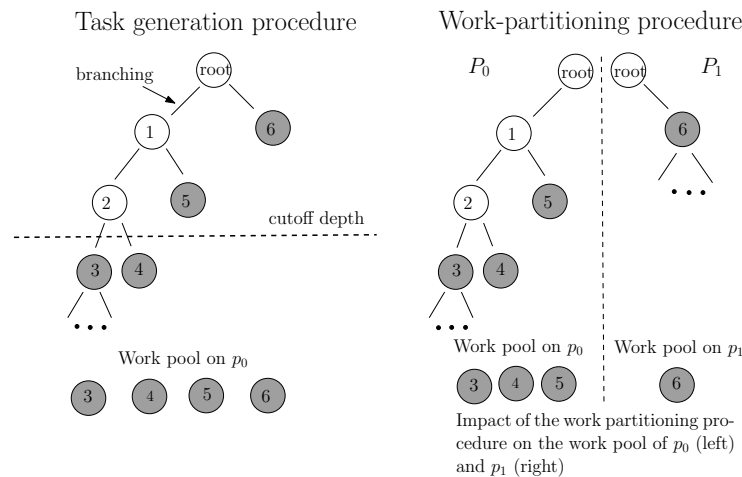 Task generation procedure
root
branching
1
6
2
5
cutoff depth
3
4
• • •
Work pool on p0
3 4 5 6
Work-partitioning procedure
P0
root
root
P1
1
6
2
5
• • •
3
4
• • •
Work pool on p0
Work pool on p1
3 4 5
6
Impact of the work partitioning pro-
cedure on the work pool of p0 (left)
and p1 (right)